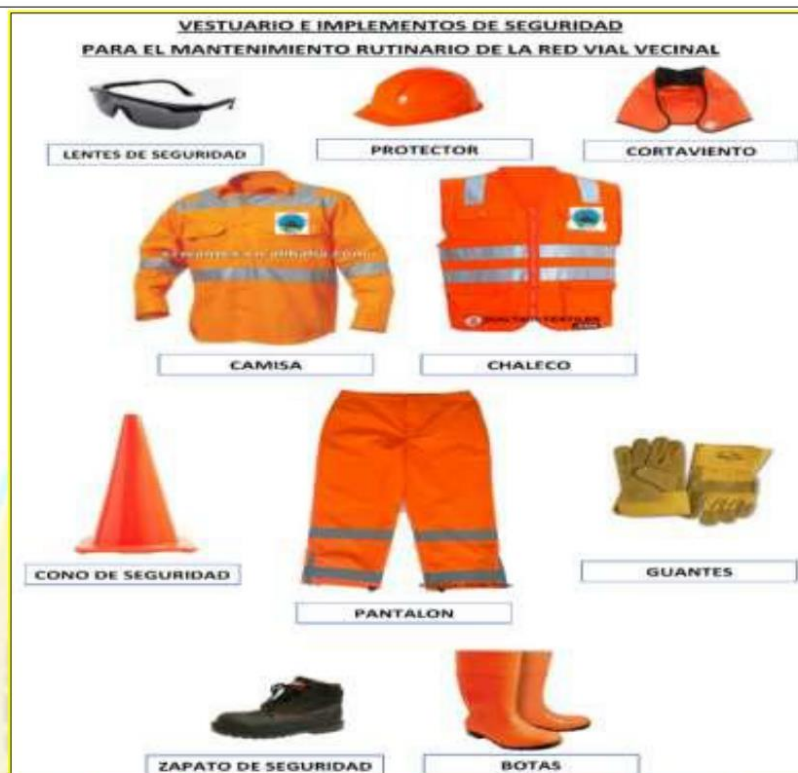 VESTUARIO E IMPLEMENTOS DE SEGURIDAD
PARA EL MANTENIMIENTO RUTINARIO DE LA RED VIAL VECINAL
LENTES DE SEGURIDAD
PROTECTOR
CORTAVIENTO
CAMISA
CHALECO
CONO DE SEGURIDAD
PANTALON
GUANTES
ZAPATO DE SEGURIDAD
BOTAS